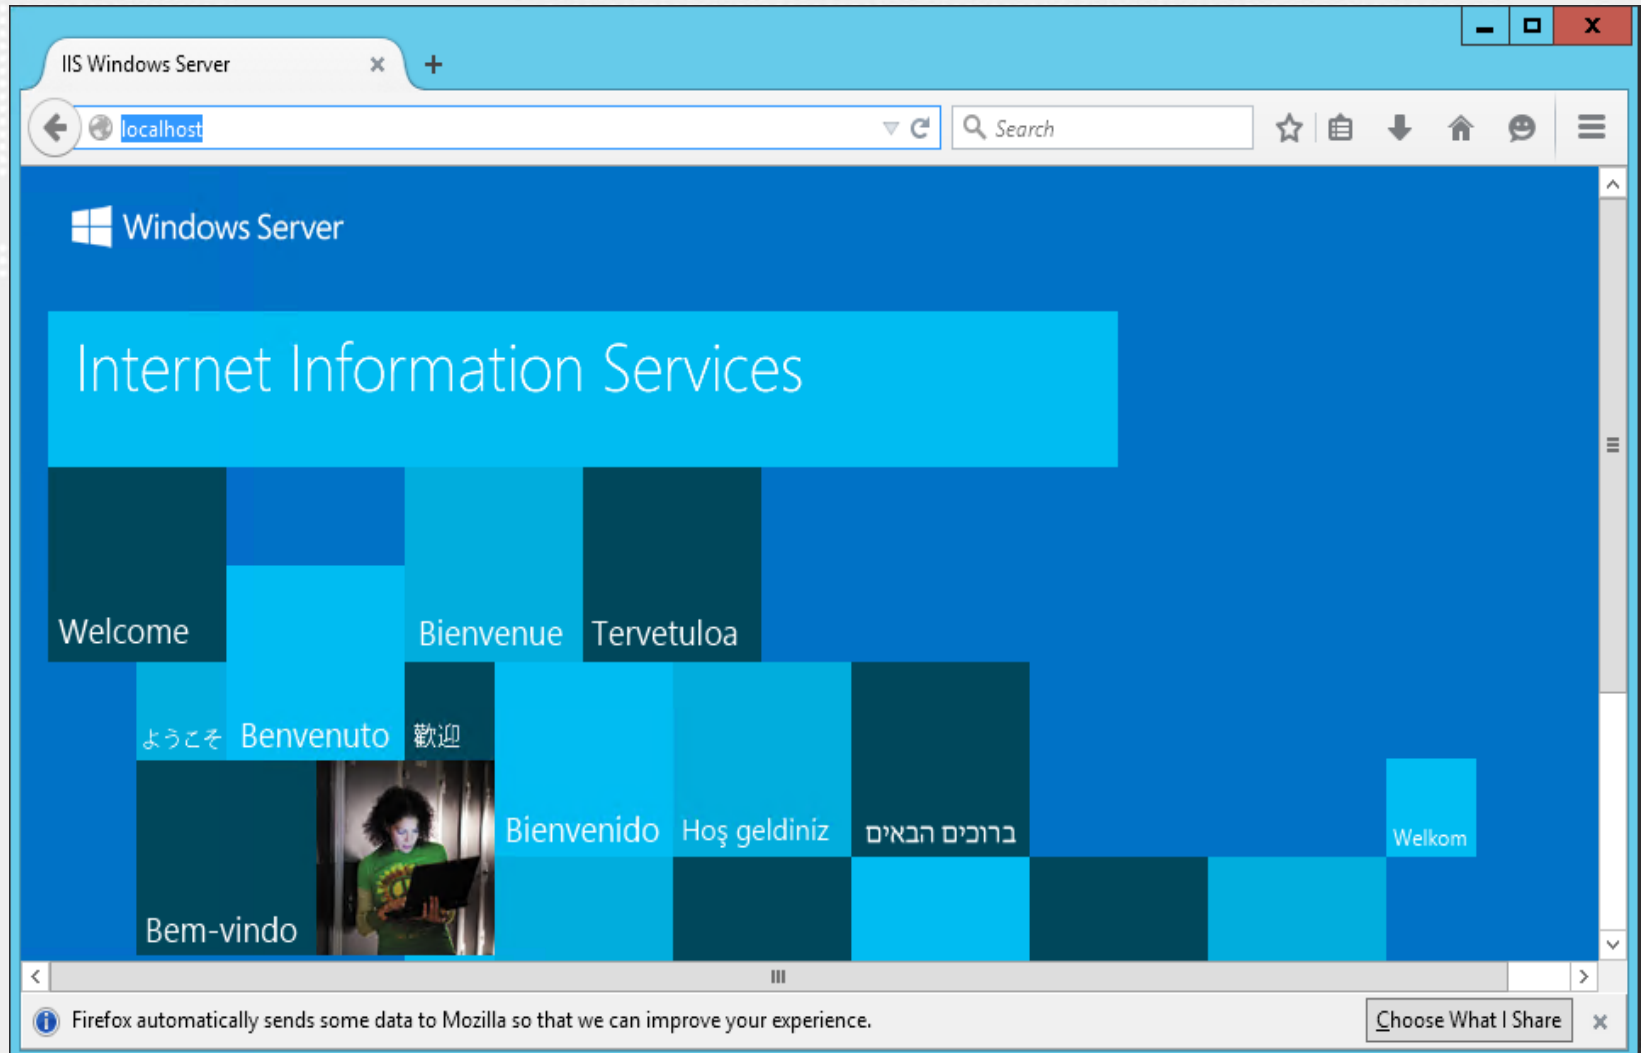 IIS Windows Server
localhost
Search
Windows Server
Internet Information Services
Welcome
Bienvenue
Tervetuloa
ようこそ
Benvenuto
歡迎
Bienvenido
Hoş geldiniz
ברוכים הבאים
Welkom
Bem-vindo
Firefox automatically sends some data to Mozilla so that we can improve your experience.
Choose What I Share